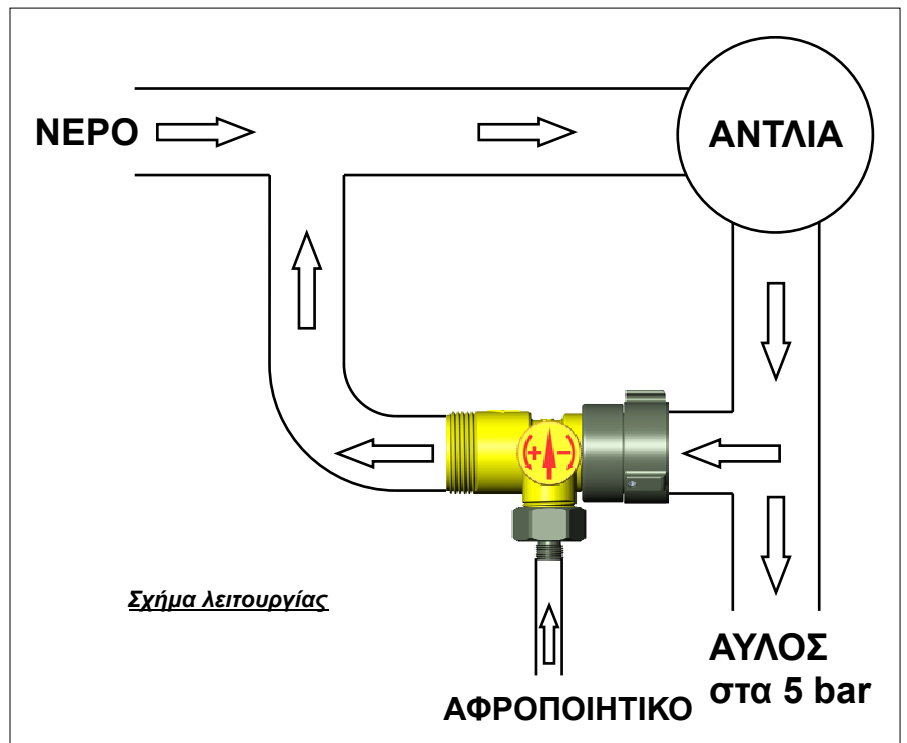 ΝΕΡΟ
ΑΝΤΛΙΑ
+ −
Σχήμα λειτουργίας
ΑΥΛΟΣ
στα 5 bar
ΑΦΡΟΠΟΙΗΤΙΚΟ